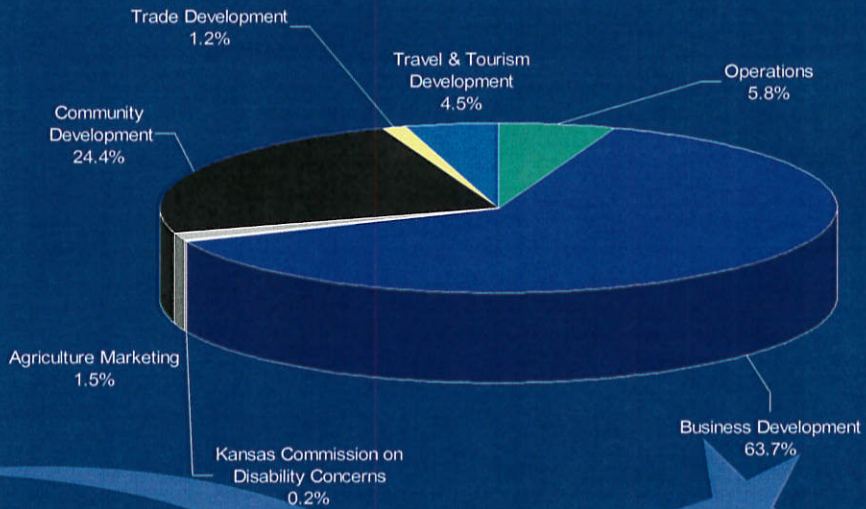 Trade Development
1.2%
Travel & Tourism
Development
4.5%
Operations
5.8%
Community
Development
24.4%
Agriculture Marketing
1.5%
Kansas Commission on
Disability Concerns
0.2%
Business Development
63.7%